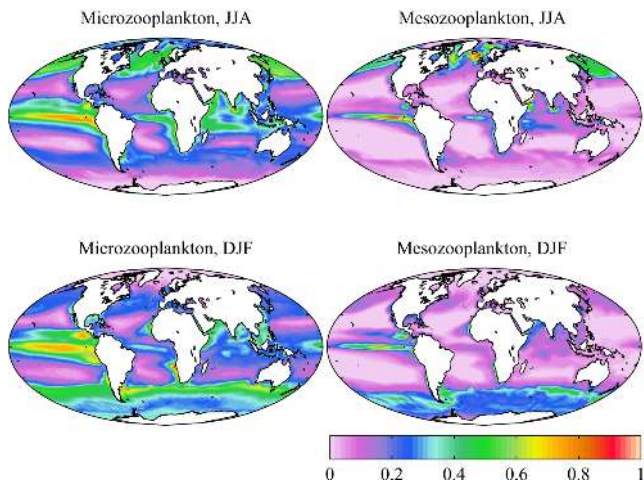 Microzooplankton, JJA
Mesozooplankton, JJA
Microzooplankton, DJF
Mesozooplankton, DJF
0 0.2 0.4 0.6 0.8 1